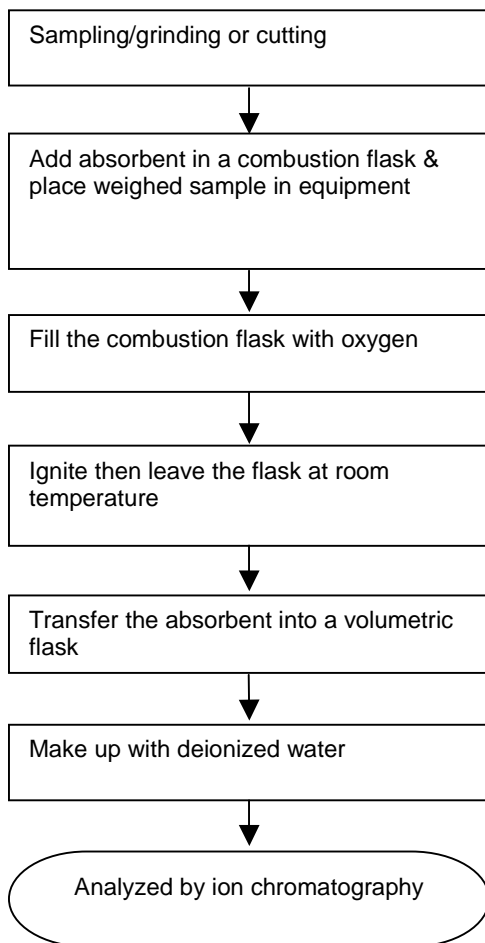 Sampling/grinding or cutting
Add absorbent in a combustion flask &
place weighed sample in equipment
Fill the combustion flask with oxygen
Ignite then leave the flask at room
temperature
Transfer the absorbent into a volumetric
flask
Make up with deionized water
Analyzed by ion chromatography